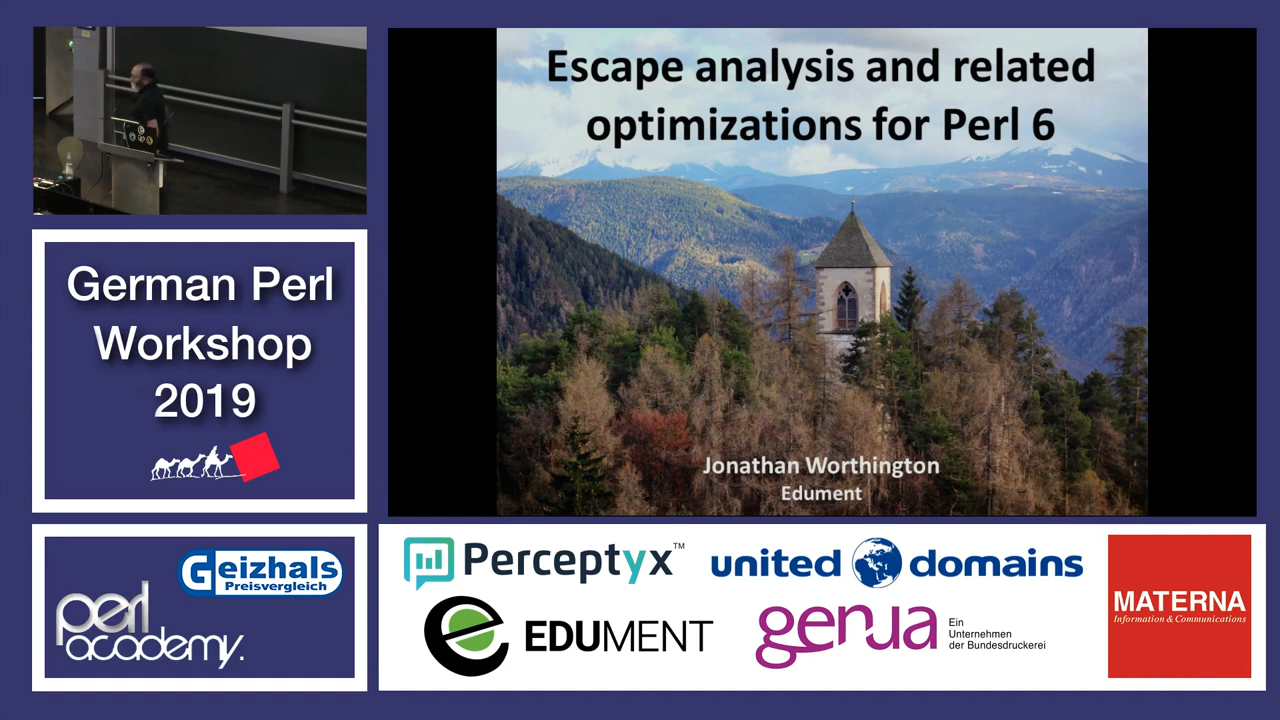 Escape analysis and related
optimizations for Perl 6
Jonathan Worthington
Edument
German Perl
Workshop
2019
Geizhals
Preisvergleich
perl
academy.
Perceptyx™
united domains
EDUMENT
genua
Ein
Unternehmen
der Bundesdruckerei
MATERNA
Information & Communications